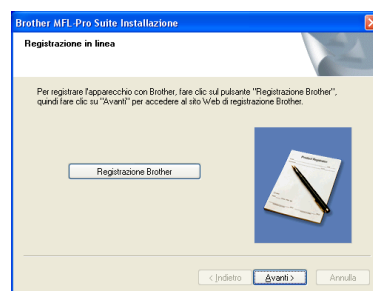 Brother MFL-Pro Suite Installazione
Registrazione in linea
Per registrare l'apparecchio con Brother, fare clic sul pulsante "Registrazione Brother",
quindi fare clic su "Avanti" per accedere al sito Web di registrazione Brother.
Registrazione Brother
< Indietro
Avanti >
Annulla